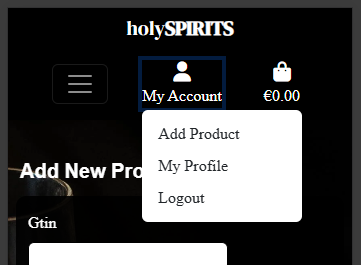 holySPIRITS
My Account
€0.00
Add Product
My Profile
Logout
Add New Pro
Gtin